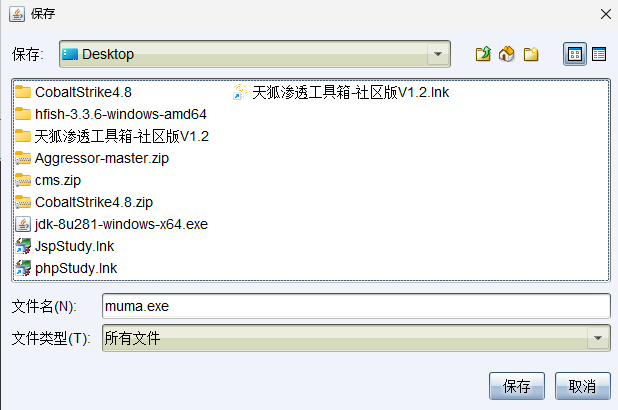 保存
保存:
Desktop
CobaltStrike4.8
hfish-3.3.6-windows-amd64
天狐渗透工具箱-社区版V1.2
Aggressor-master.zip
cms.zip
CobaltStrike4.8.zip
jdk-8u281-windows-x64.exe
JspStudy.lnk
phpStudy.lnk
天狐渗透工具箱-社区版V1.2.lnk
文件名(N): muma.exe
文件类型(T): 所有文件
保存 取消